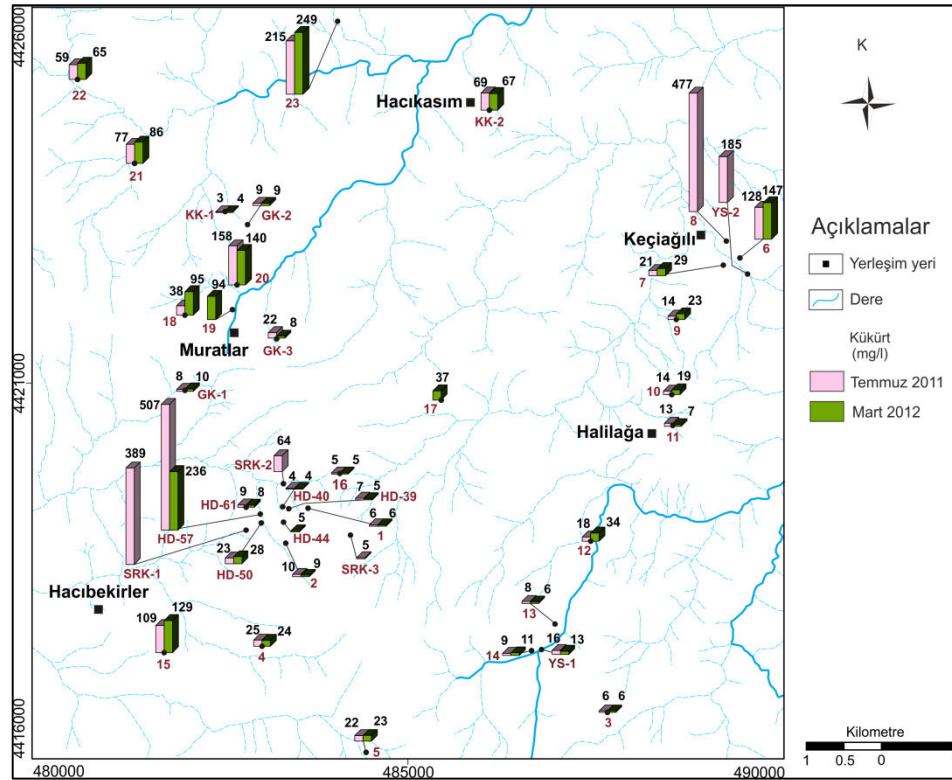 4426000
4421000
4416000
480000
485000
490000
59 65
22
215 249
23
Hacıkasım
69 67
KK-2
77 86
21
3 4
KK-1
9 9
GK-2
158 140
20
38 95
18
94
19
Muratlar
22 8
GK-3
477
8
185
YS-2
128 147
6
Keçiağılı
21 29
7
14 23
9
14 19
10
13 7
11
Halilağa
8 10
GK-1
37
17
507 236
HD-57
389
SRK-1
64
SRK-2
5 5
16
4 4
HD-40
7 5
HD-39
9 8
HD-61
6 6
1
5
HD-44
5
SRK-3
23 28
HD-50
10 9
2
Hacıbekirler
109 129
15
25 24
4
22 23
5
18 34
12
8 6
13
9 11
14
16 13
YS-1
6 6
3
K
Açıklamalar
Yerleşim yeri
Dere
Kükürt
(mg/l)
Temmuz 2011
Mart 2012
Kilometre
1 0.5 0